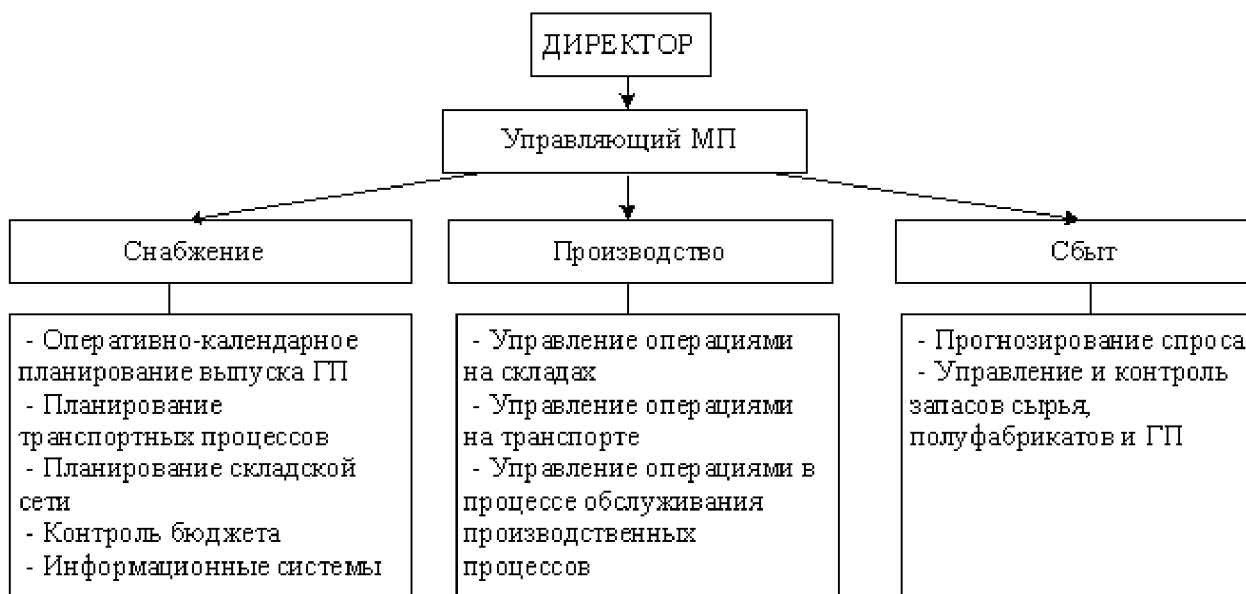 ДИРЕКТОР
Управляющий МП
Снабжение
Производство
Сбыт
- Оперативно-календарное
планирование выпуска ГП
- Планирование
транспортных процессов
- Планирование складской
сети
- Контроль бюджета
- Информационные системы
- Управление операциями
на складах
- Управление операциями
на транспорте
- Управление операциями в
процессе обслуживания
производственных
процессов
- Прогнозирование спроса
- Управление и контроль
запасов сырья,
полуфабрикатов и ГП